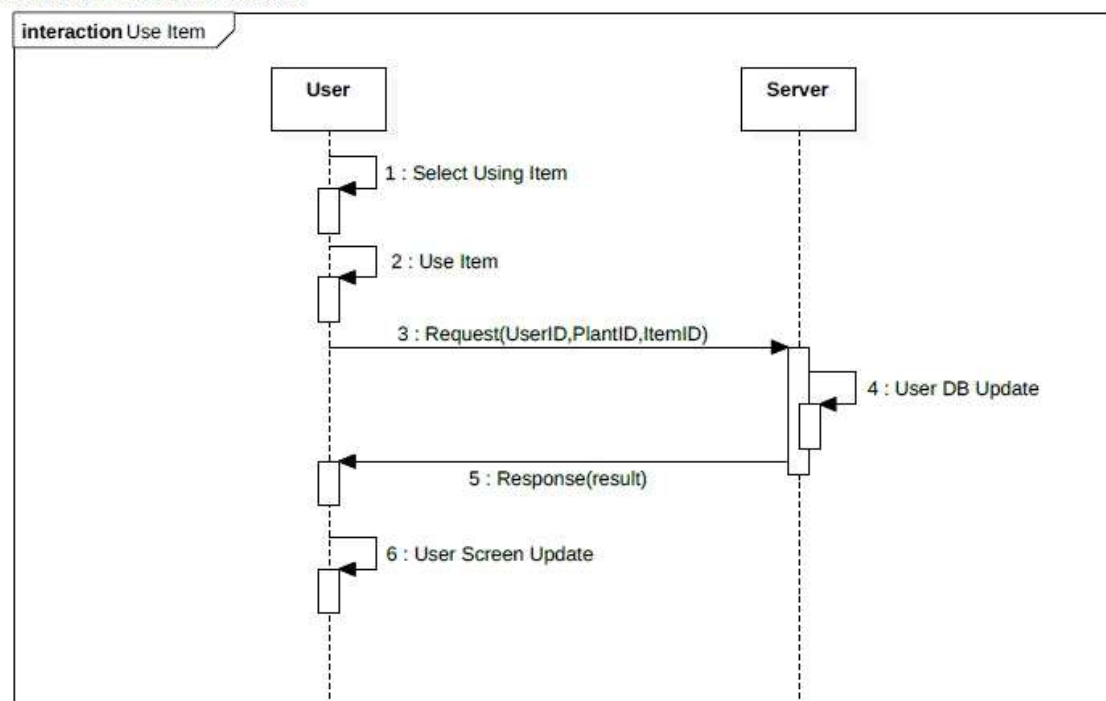 interaction Use Item
User
Server
1 : Select Using Item
2 : Use Item
3 : Request(UserID,PlantID,ItemID)
4 : User DB Update
5 : Response(result)
6 : User Screen Update